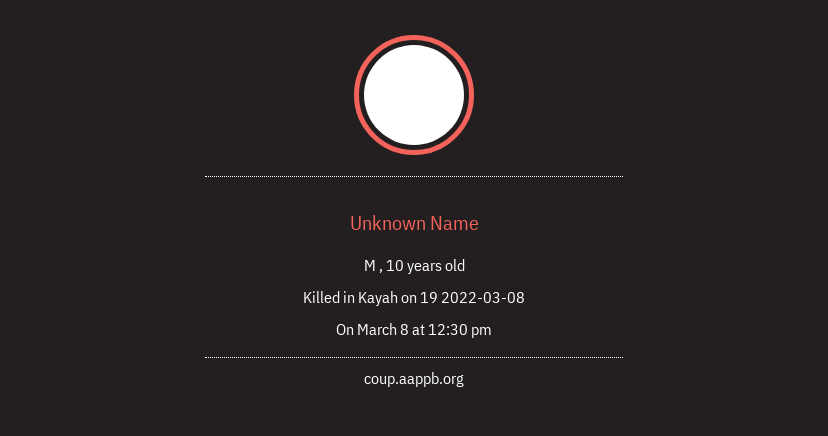 Unknown Name
M , 10 years old
Killed in Kayah on 19 2022-03-08
On March 8 at 12:30 pm
coup.aappb.org